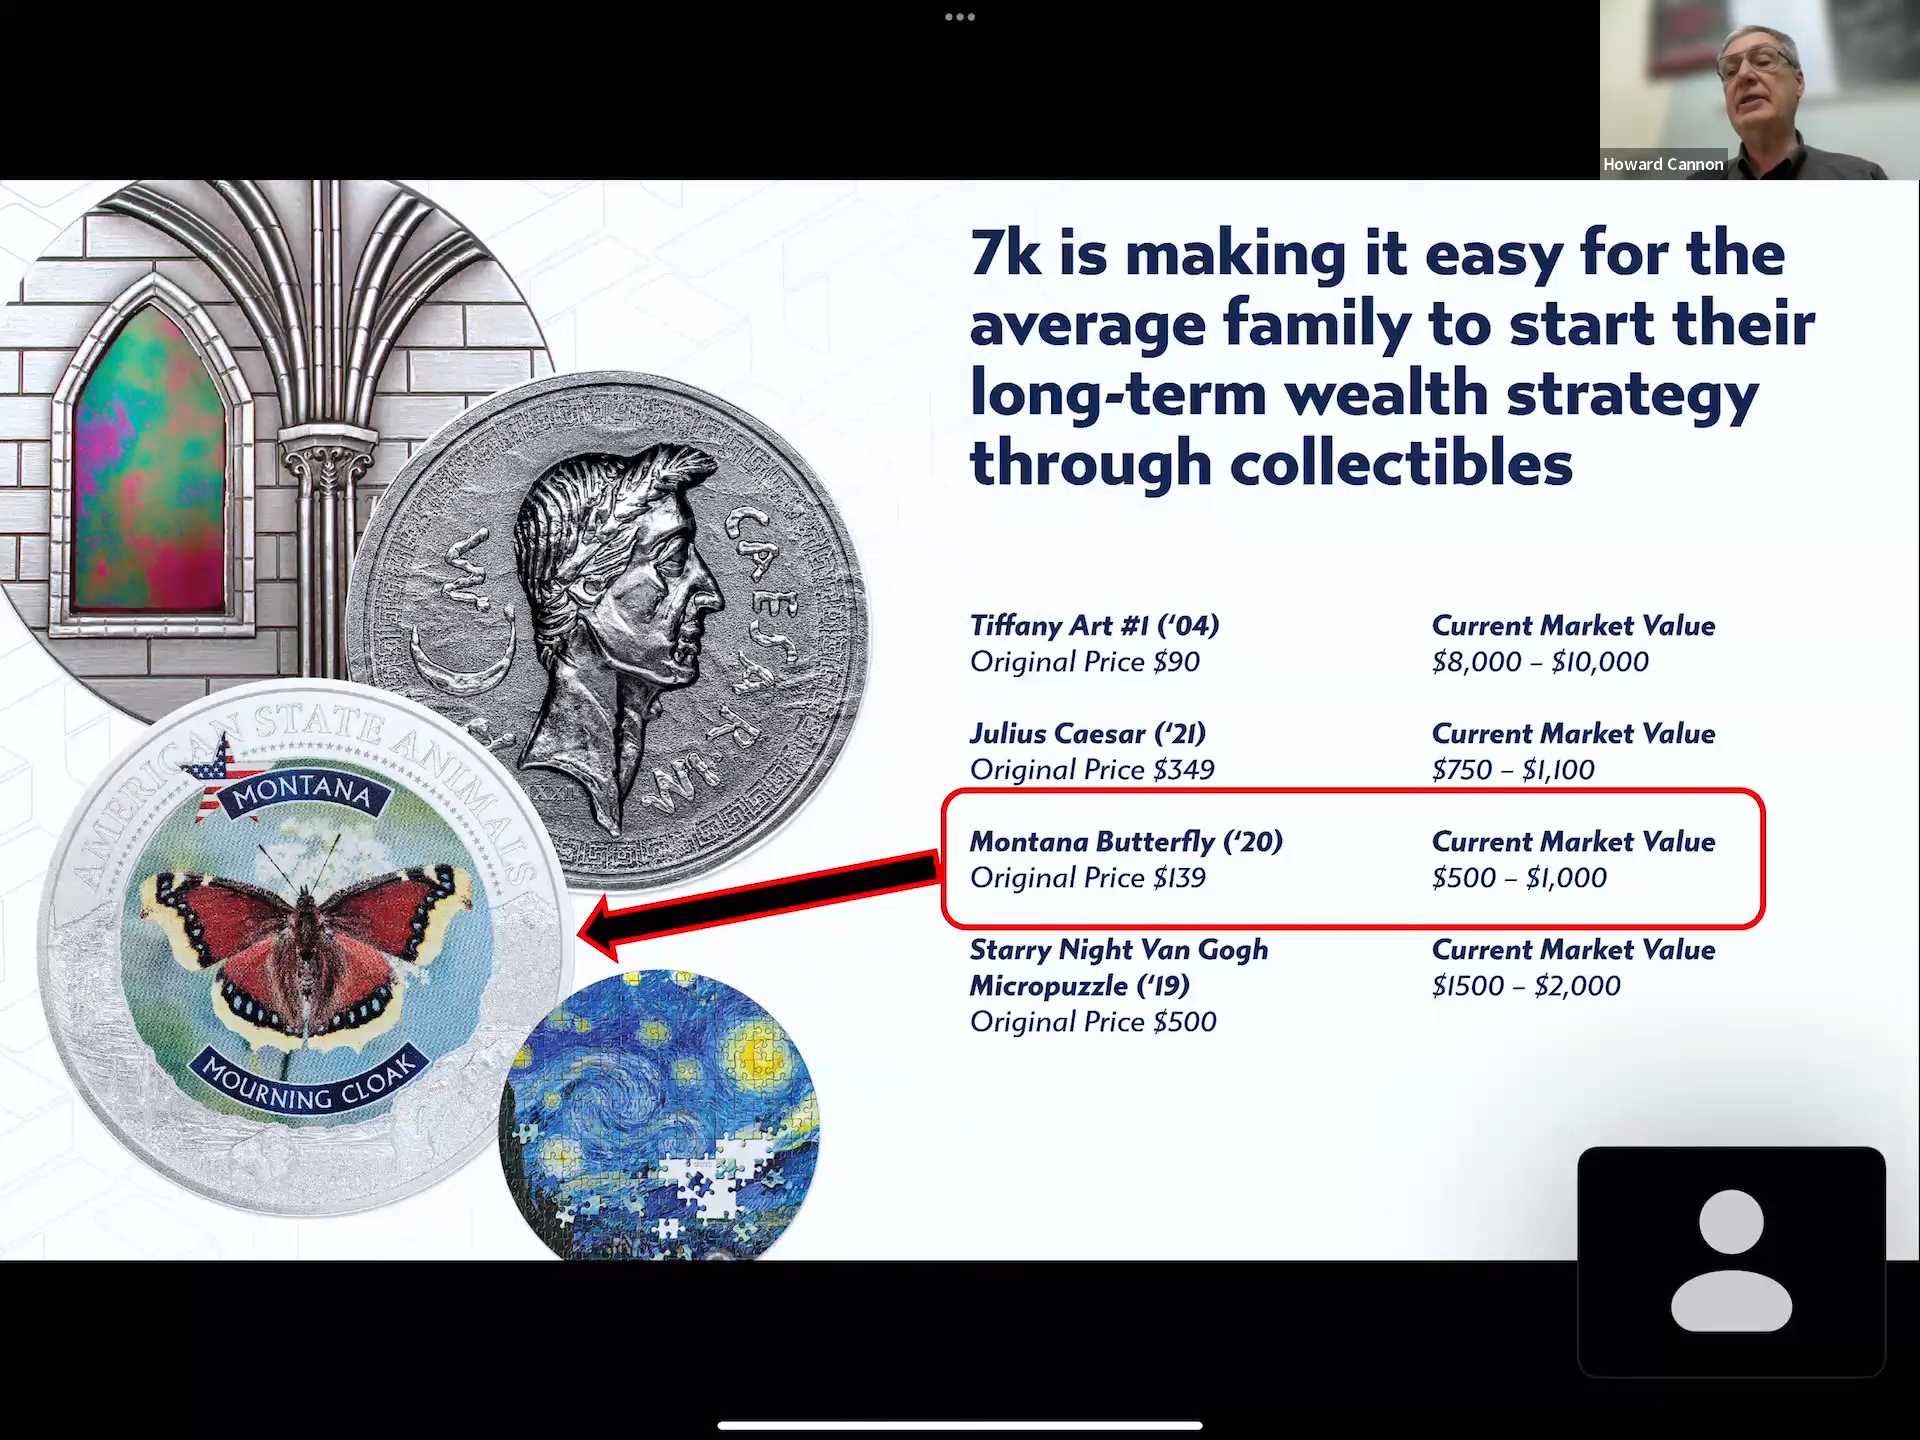 Howard Cannon
7k is making it easy for the
average family to start their
long-term wealth strategy
through collectibles
Tiffany Art #1 (‘04)
Original Price $90
Current Market Value
$8,000 – $10,000
Julius Caesar (‘21)
Original Price $349
Current Market Value
$750 – $1,100
Montana Butterfly (‘20)
Original Price $139
Current Market Value
$500 – $1,000
Starry Night Van Gogh
Micropuzzle (‘19)
Original Price $500
Current Market Value
$1500 – $2,000
CAESAR
AMERICAN STATE ANIMALS
MONTANA
MOURNING CLOAK